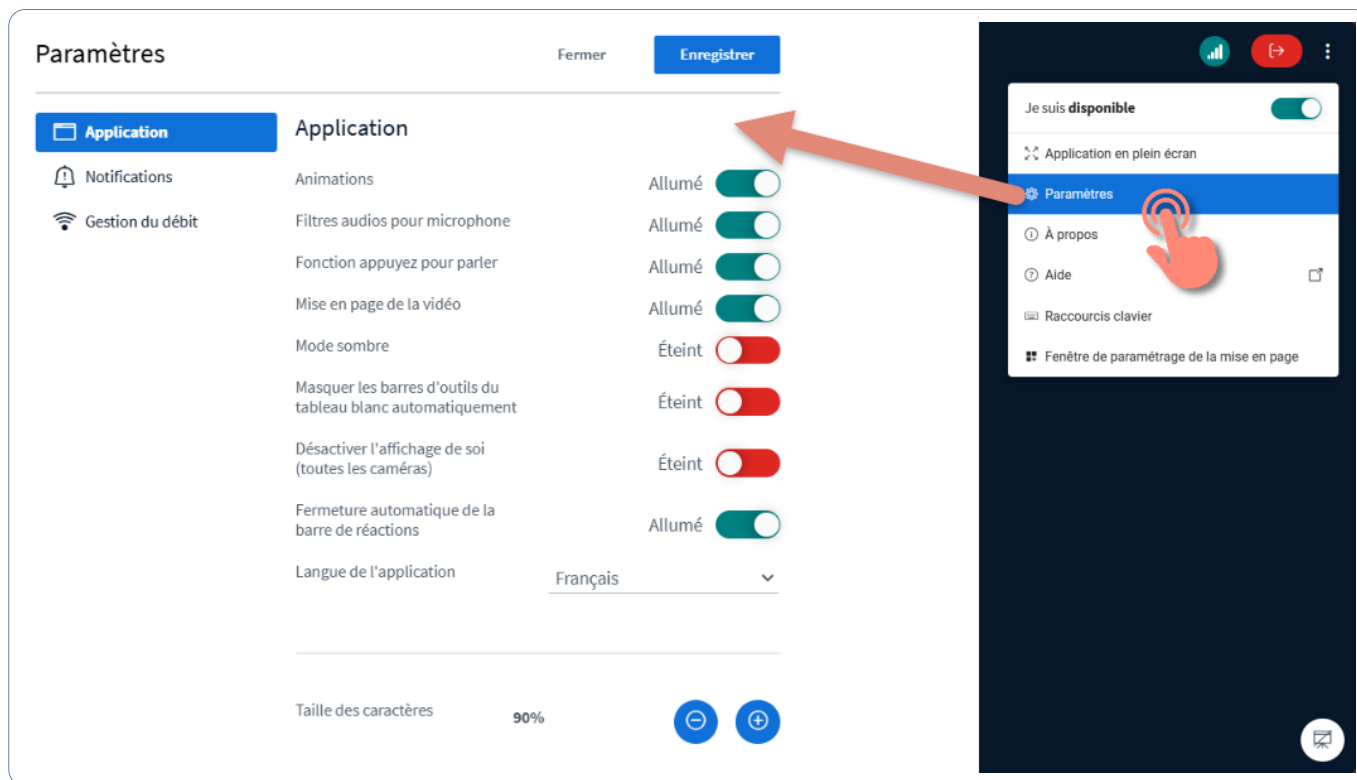 Paramètres
Fermer
Enregistrer
Application
Notifications
Gestion du débit
Application
Animations
Allumé
Filtres audios pour microphone
Allumé
Fonction appuyez pour parler
Allumé
Mise en page de la vidéo
Allumé
Mode sombre
Éteint
Masquer les barres d'outils du
tableau blanc automatiquement
Éteint
Désactiver l'affichage de soi
(toutes les caméras)
Éteint
Fermeture automatique de la
barre de réactions
Allumé
Langue de l'application
Français
Taille des caractères
90%
Je suis disponible
Application en plein écran
Paramètres
À propos
Aide
Raccourcis clavier
Fenêtre de paramétrage de la mise en page